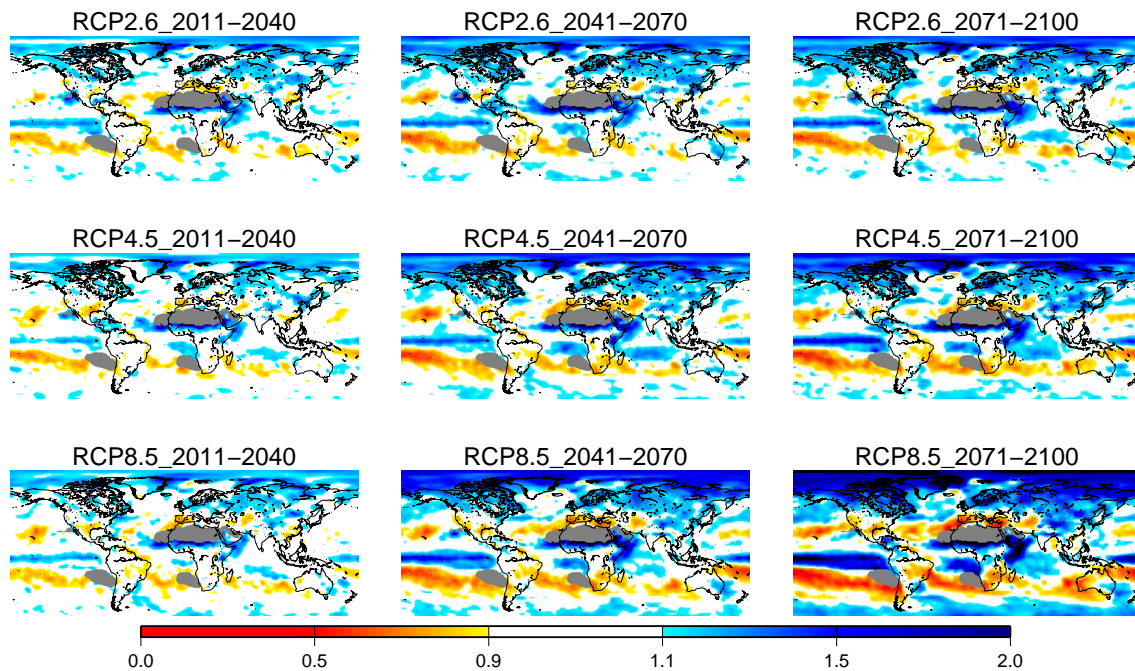 RCP2.6_2011−2040
RCP2.6_2041−2070
RCP2.6_2071−2100
RCP4.5_2011−2040
RCP4.5_2041−2070
RCP4.5_2071−2100
RCP8.5_2011−2040
RCP8.5_2041−2070
RCP8.5_2071−2100
0.0 0.5 0.9 1.1 1.5 2.0